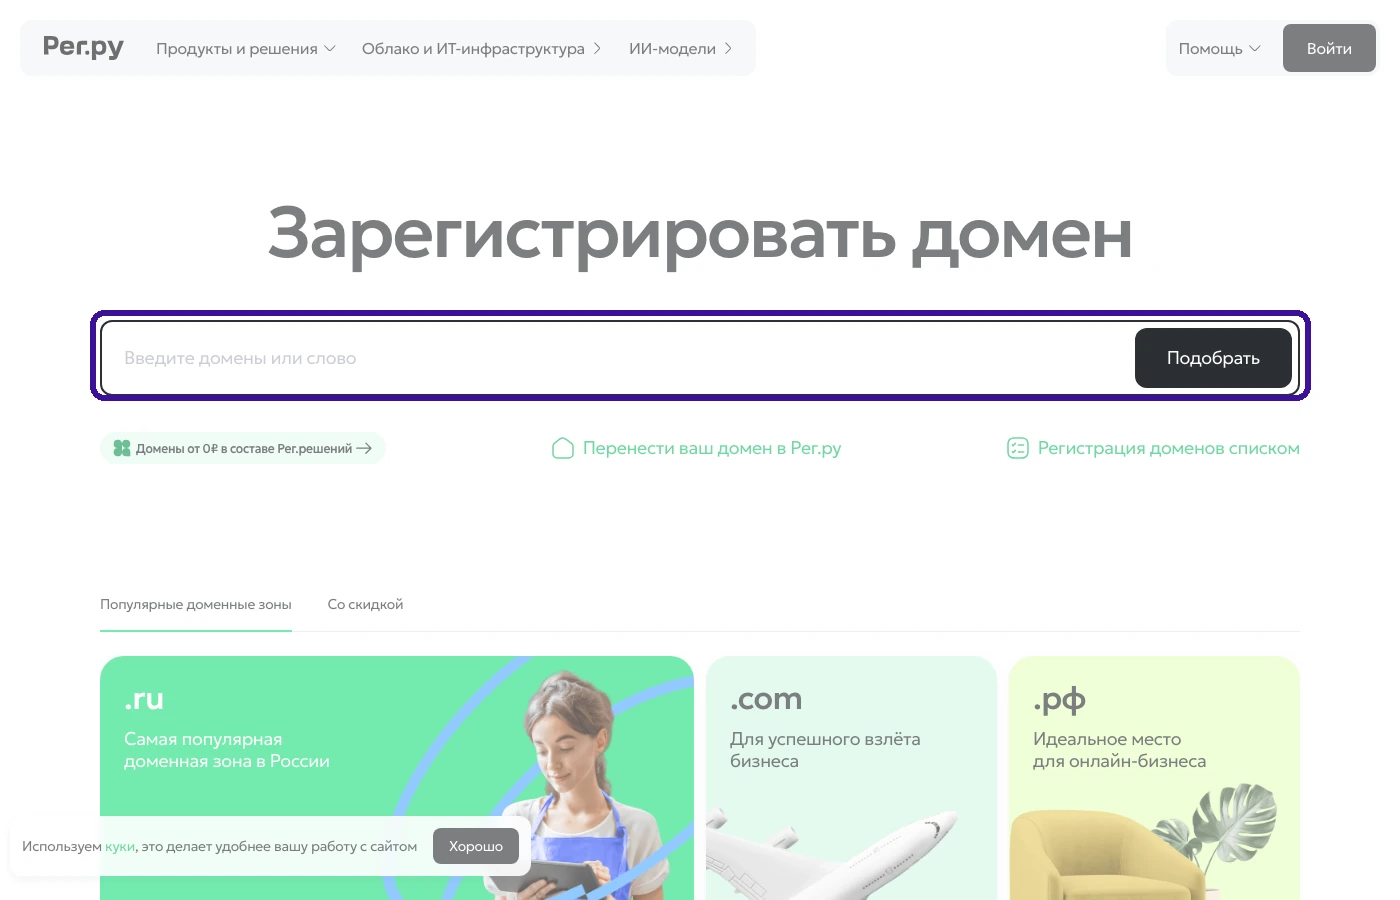 Рег.ру
Продукты и решения
Облако и ИТ-инфраструктура
ИИ-модели
Помощь
Войти
Зарегистрировать домен
Введите домены или слово
Подобрать
Домены от 0₽ в составе Рег.решений
Перенести ваш домен в Рег.ру
Регистрация доменов списком
Популярные доменные зоны
Со скидкой
.ru
Самая популярная
доменная зона в России
.com
Для успешного взлёта
бизнеса
.рф
Идеальное место
для онлайн-бизнеса
Используем куки, это делает удобнее вашу работу с сайтом
Хорошо